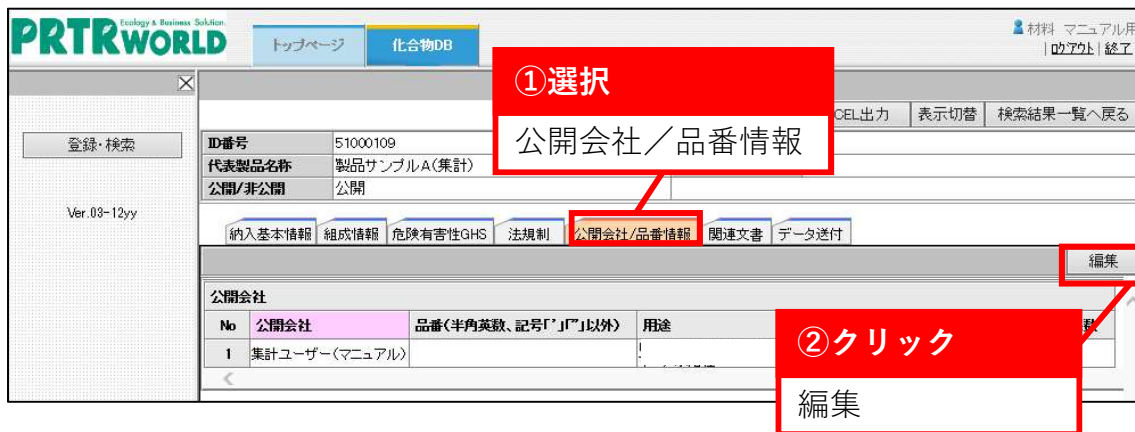 PRTRWORLD Ecology & Business Solution.
トップページ 化合物DB
材料 マニュアル用
|ログアウト|終了
①選択
公開会社／品番情報
CEL出力 表示切替 検索結果一覧へ戻る
登録・検索
ID番号 51000109
代表製品名称 製品サンプルA(集計)
公開/非公開 公開
Ver.03-12yy
納入基本情報 組成情報 危険有害性GHS 法規制 公開会社/品番情報 関連文書 データ送付
編集
公開会社
No 公開会社 品番(半角英数、記号「'」「"」以外) 用途
1 集計ユーザー(マニュアル)
②クリック
編集